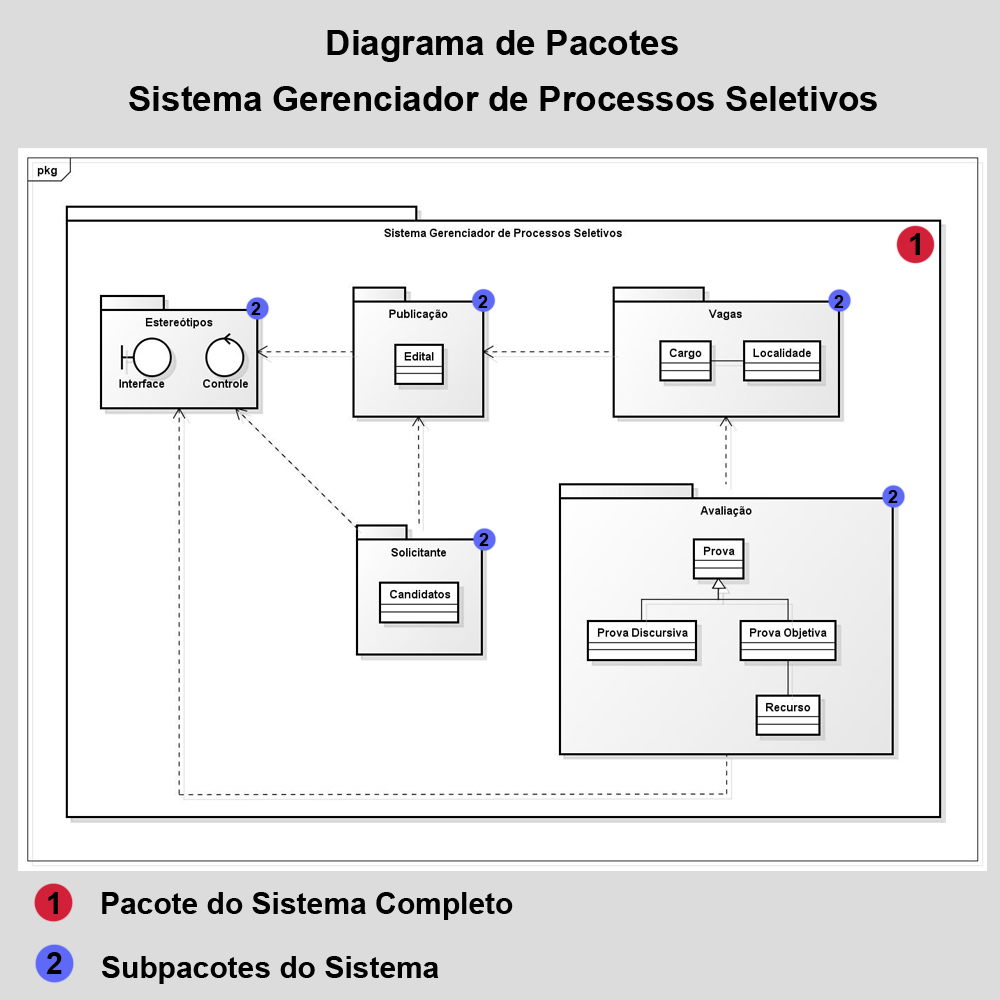 Diagrama de Pacotes
Sistema Gerenciador de Processos Seletivos
pkg
Sistema Gerenciador de Processos Seletivos
1
2
Estereótipos
Interface
Controle
2
Publicação
Edital
2
Vagas
Cargo
Localidade
2
Solicitante
Candidatos
2
Avaliação
Prova
Prova Discursiva
Prova Objetiva
Recurso
1 Pacote do Sistema Completo
2 Subpacotes do Sistema